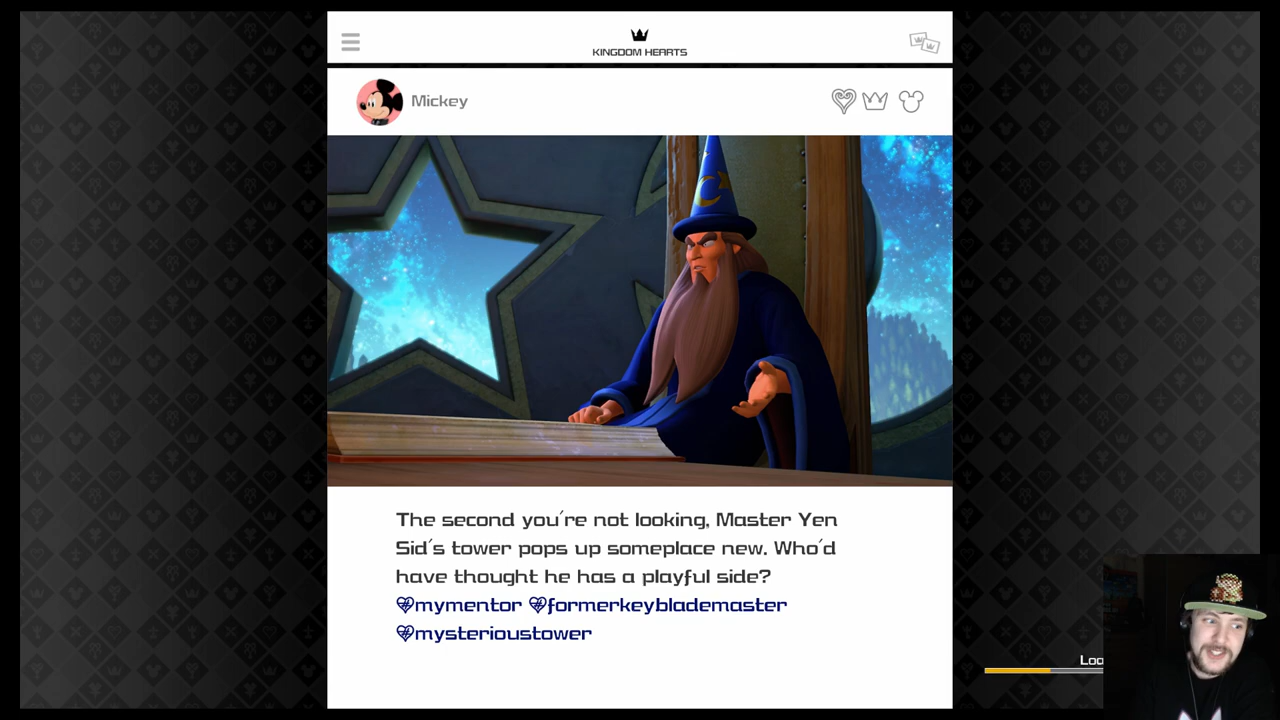 KINGDOM HEARTS
Mickey
The second you're not looking, Master Yen
Sid's tower pops up someplace new. Who'd
have thought he has a playful side?
mymentor formerkeyblademaster
mysterioustower